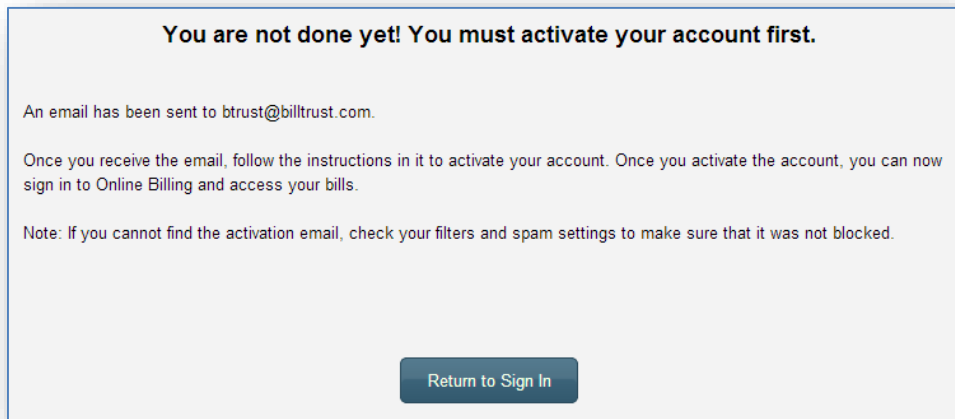 You are not done yet! You must activate your account first.
An email has been sent to btrust@billtrust.com.
Once you receive the email, follow the instructions in it to activate your account. Once you activate the account, you can now
sign in to Online Billing and access your bills.
Note: If you cannot find the activation email, check your filters and spam settings to make sure that it was not blocked.
Return to Sign In